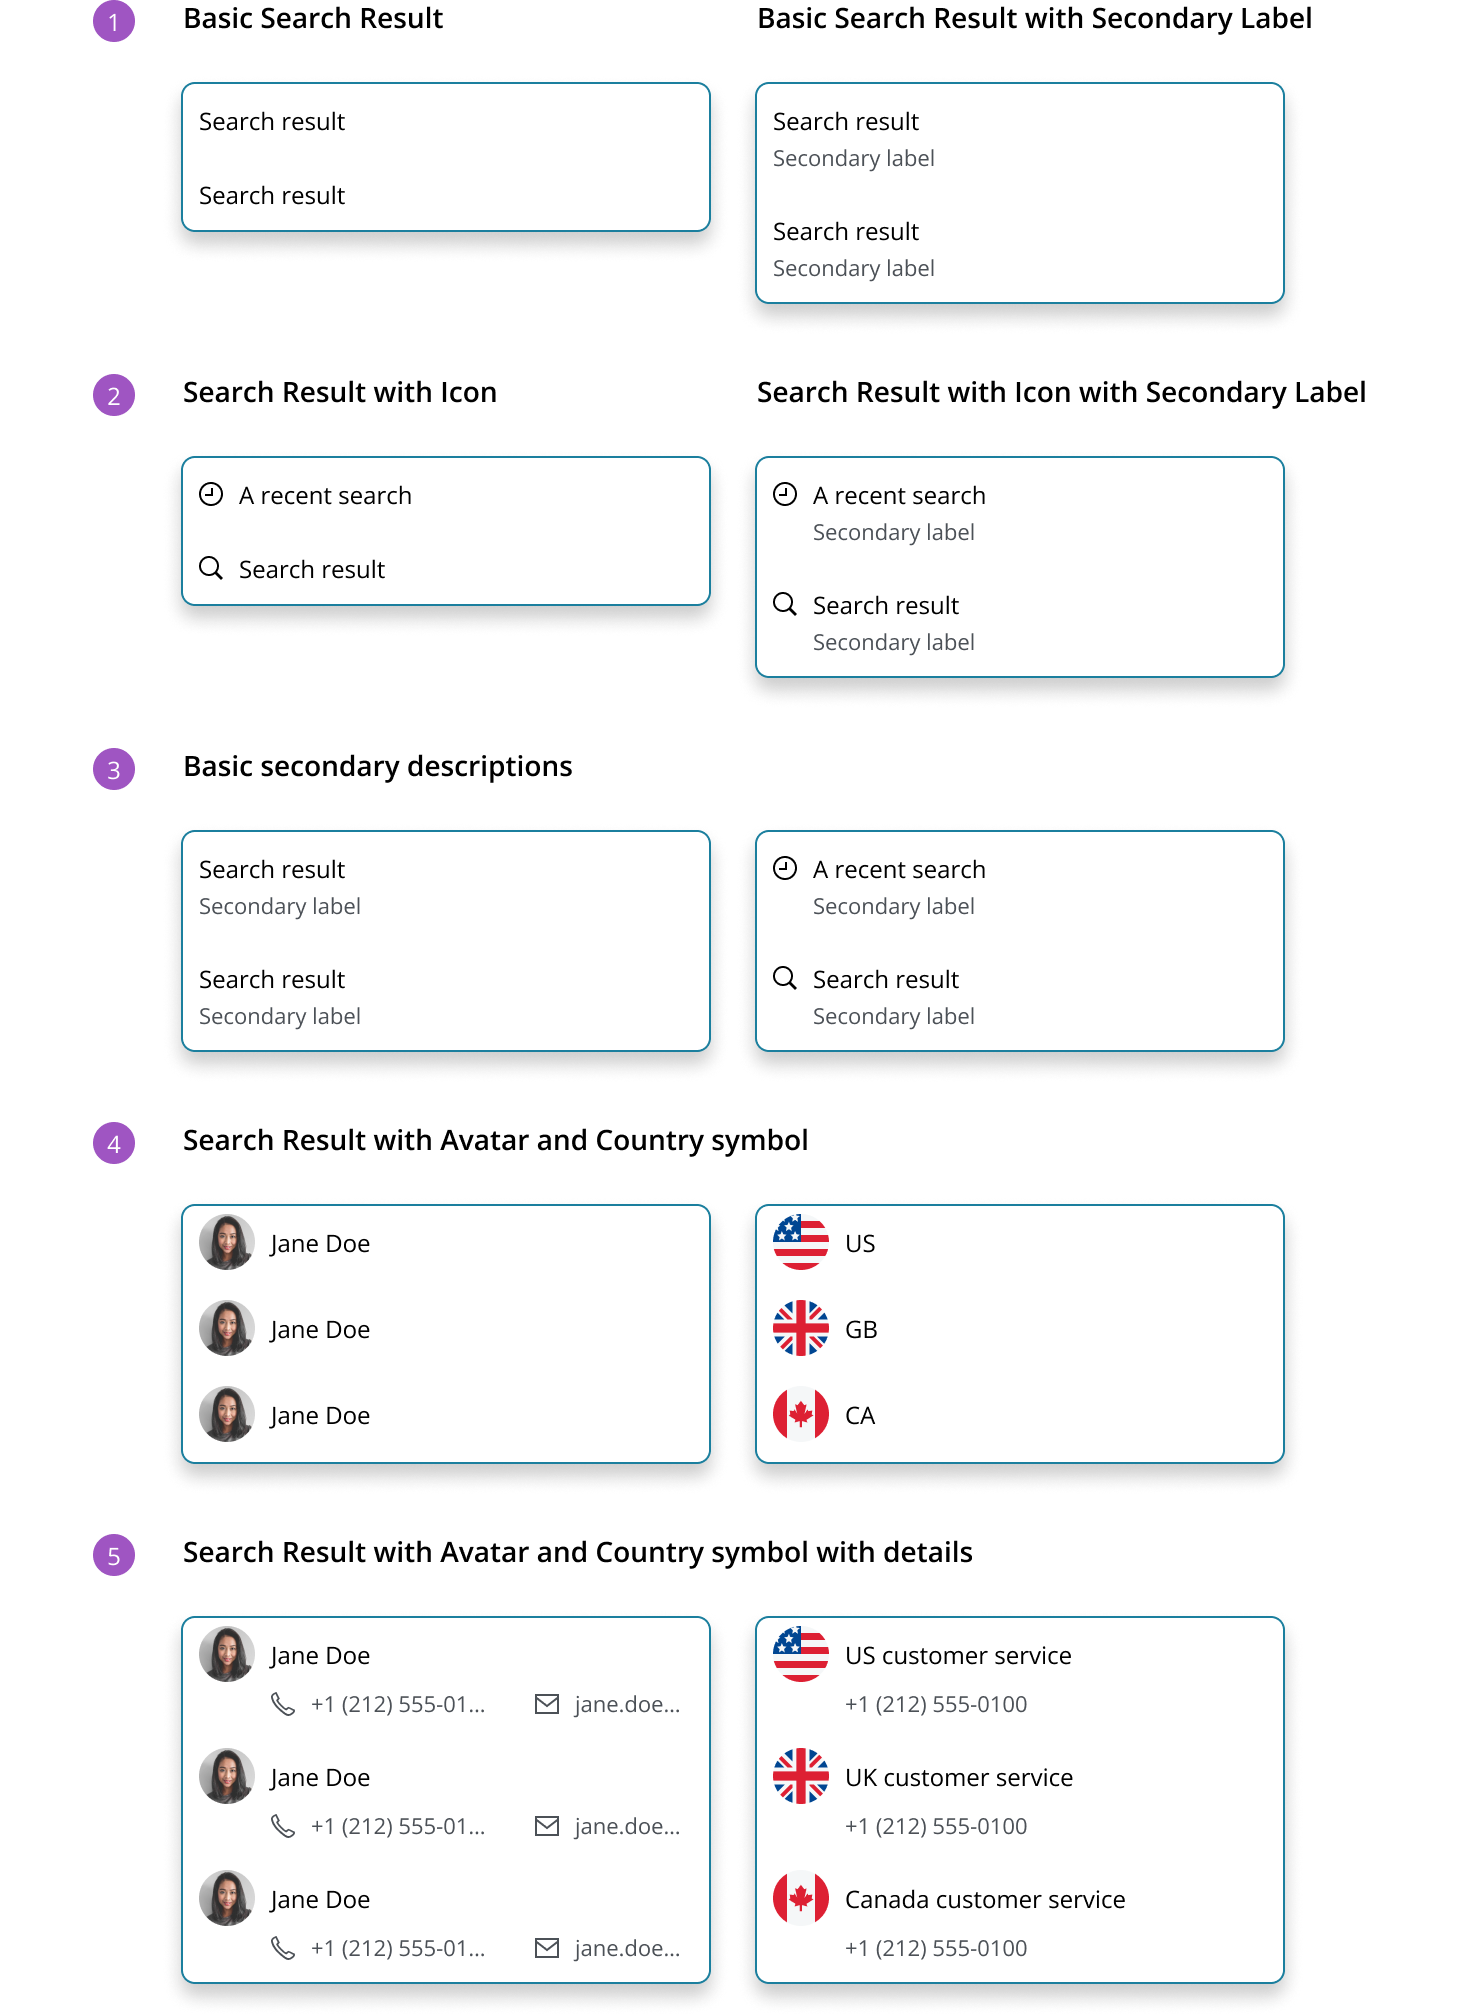 1
Basic Search Result
Basic Search Result with Secondary Label
Search result
Search result
Search result
Secondary label
Search result
Secondary label
2
Search Result with Icon
Search Result with Icon with Secondary Label
A recent search
Search result
A recent search
Secondary label
Search result
Secondary label
3
Basic secondary descriptions
Search result
Secondary label
Search result
Secondary label
A recent search
Secondary label
Search result
Secondary label
4
Search Result with Avatar and Country symbol
Jane Doe
Jane Doe
Jane Doe
US
GB
CA
5
Search Result with Avatar and Country symbol with details
Jane Doe
+1 (212) 555-01... jane.doe...
Jane Doe
+1 (212) 555-01... jane.doe...
Jane Doe
+1 (212) 555-01... jane.doe...
US customer service
+1 (212) 555-0100
UK customer service
+1 (212) 555-0100
Canada customer service
+1 (212) 555-0100